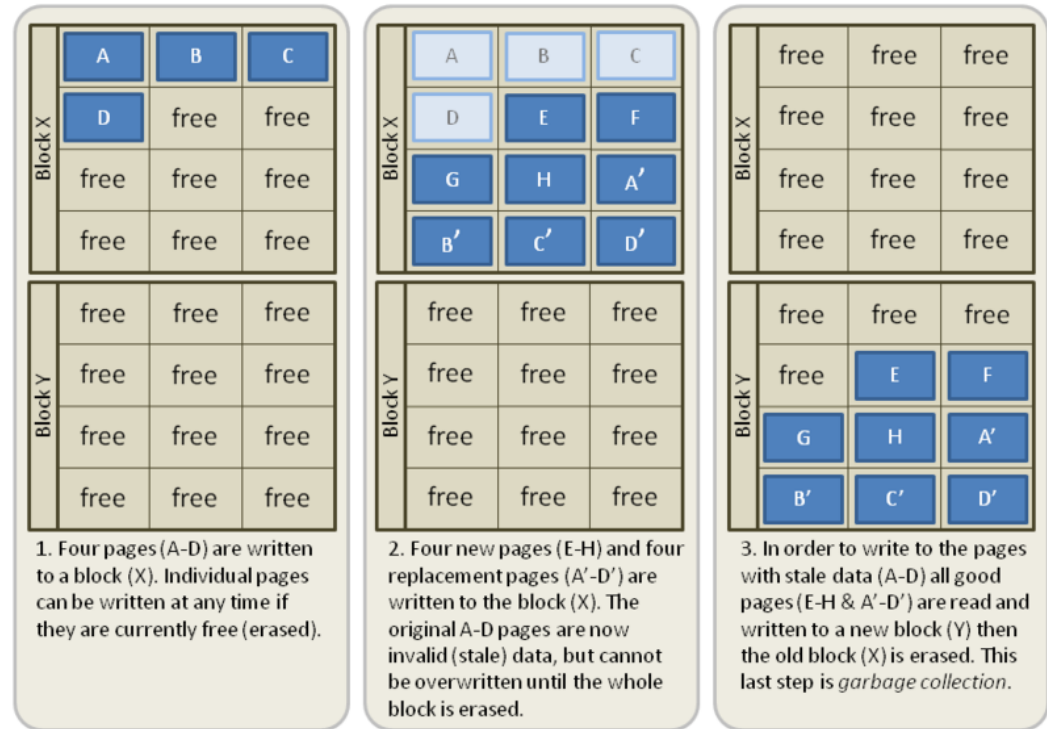 Block X
A B C
D free free
free free free
free free free
Block Y
free free free
free free free
free free free
free free free
1. Four pages (A-D) are written
to a block (X). Individual pages
can be written at any time if
they are currently free (erased).
Block X
A B C
D E F
G H A′
B′ C′ D′
Block Y
free free free
free free free
free free free
free free free
2. Four new pages (E-H) and four
replacement pages (A′-D′) are
written to the block (X). The
original A-D pages are now
invalid (stale) data, but cannot
be overwritten until the whole
block is erased.
Block X
free free free
free free free
free free free
free free free
Block Y
free free free
free E F
G H A′
B′ C′ D′
3. In order to write to the pages
with stale data (A-D) all good
pages (E-H & A′-D′) are read and
written to a new block (Y) then
the old block (X) is erased. This
last step is garbage collection.